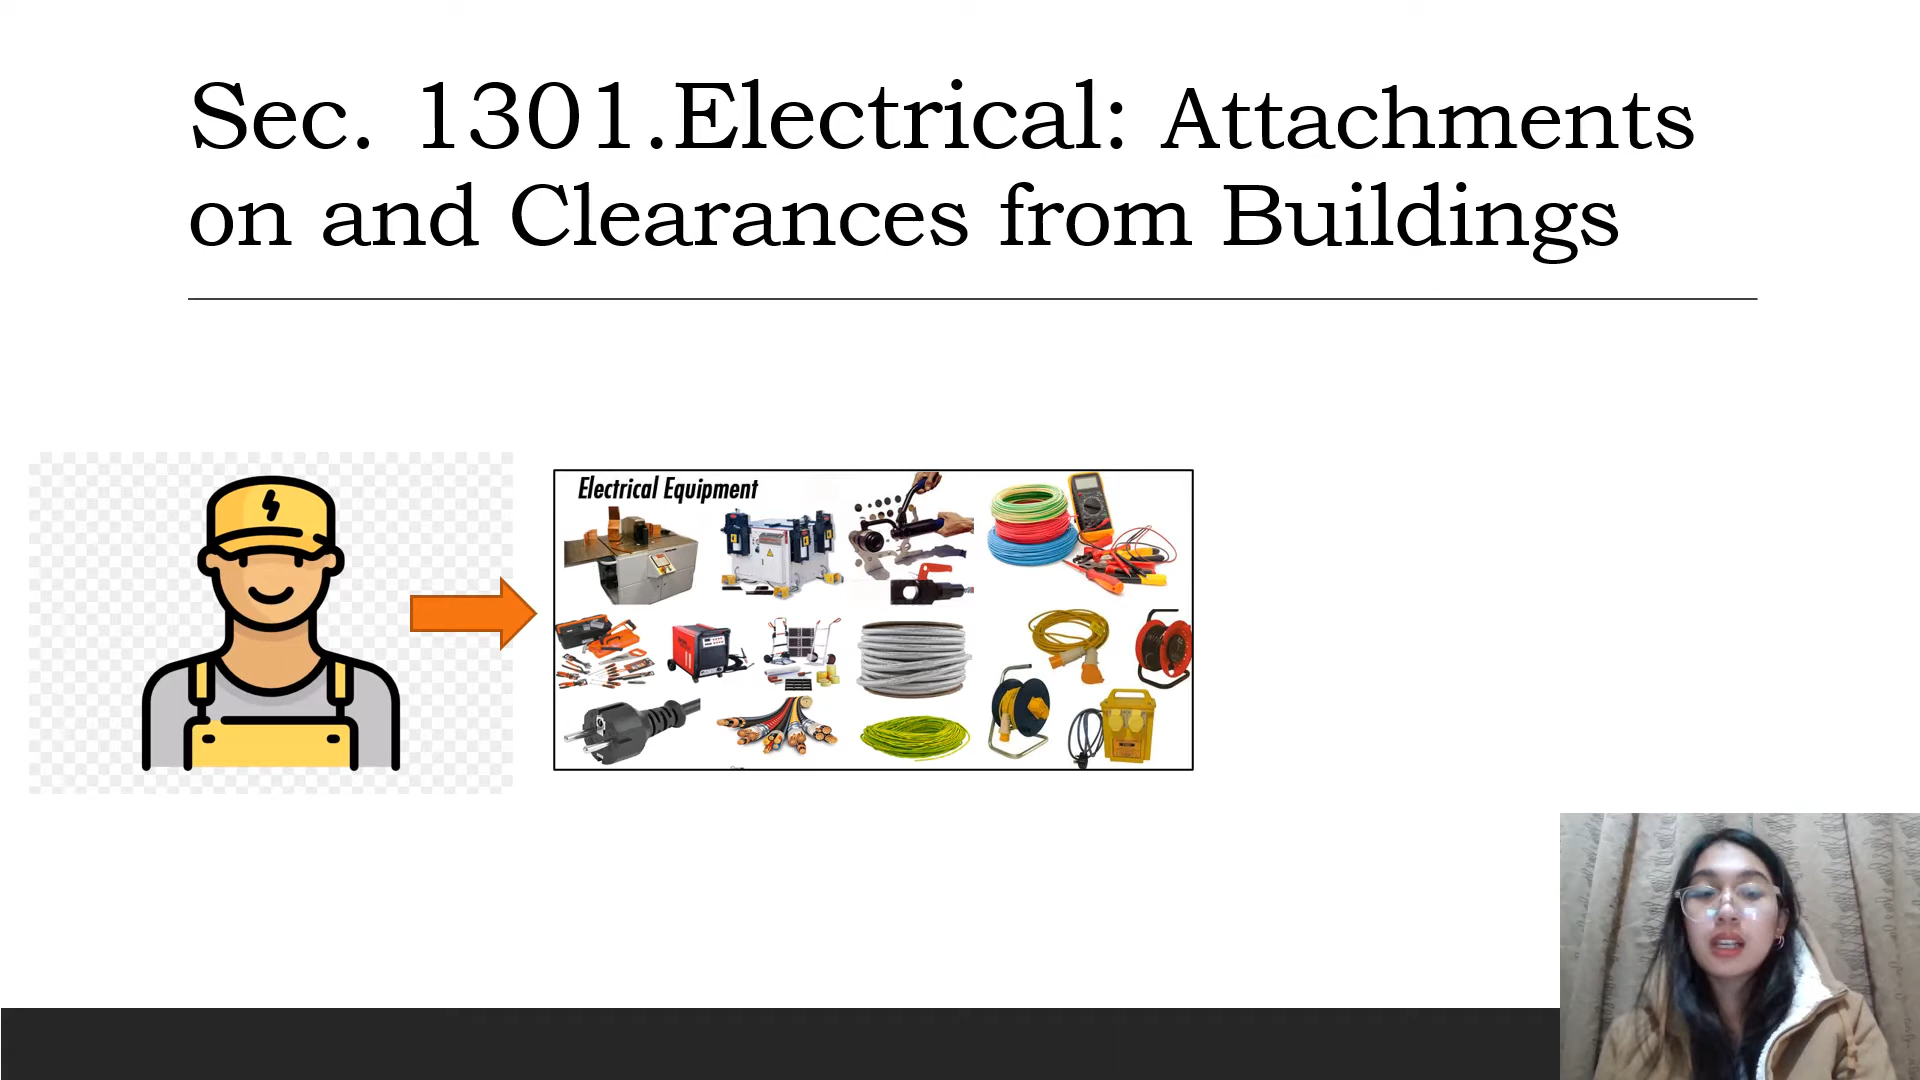 Sec. 1301.Electrical: Attachments
on and Clearances from Buildings
Electrical Equipment